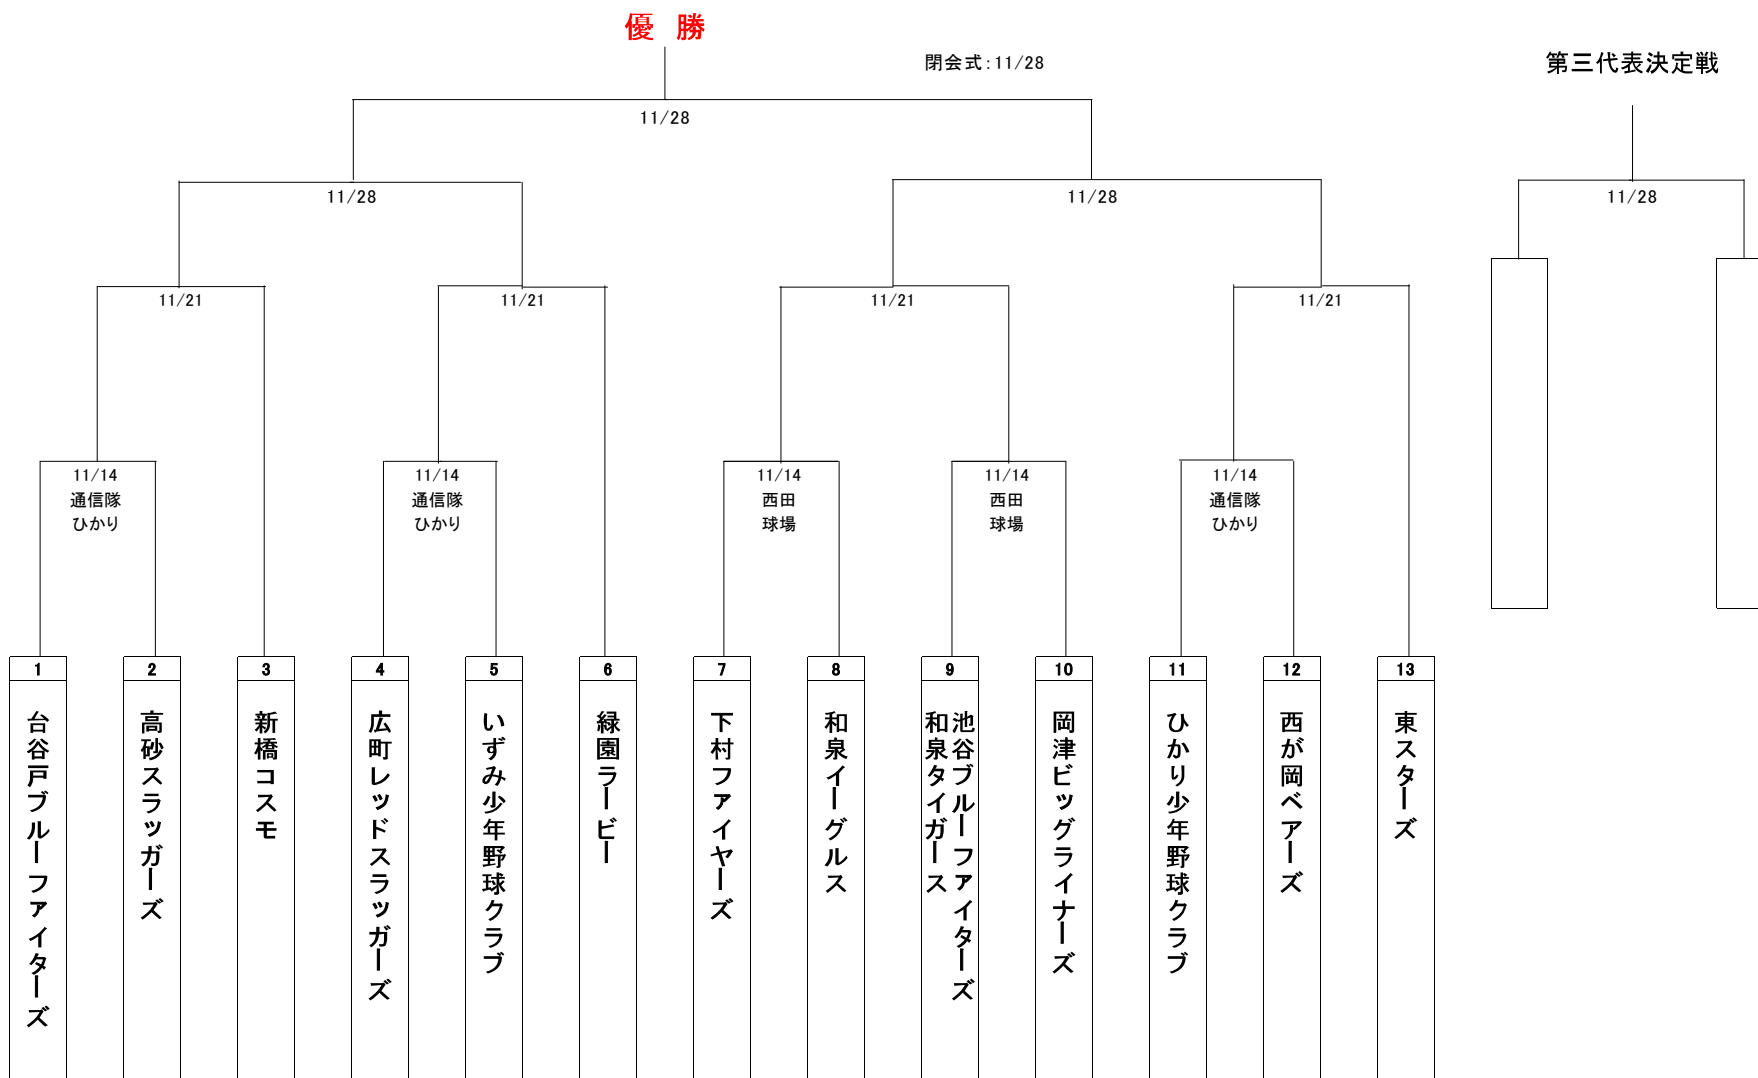 優 勝
閉会式:11/28
第三代表決定戦
11/28
11/28
11/28
11/28
11/21
11/21
11/21
11/21
11/14
通信隊
ひかり
11/14
通信隊
ひかり
11/14
西田
球場
11/14
西田
球場
11/14
通信隊
ひかり
1
台谷戸ブルーファイターズ
2
高砂スラッガーズ
3
新橋コスモ
4
広町レッドスラッガーズ
5
いずみ少年野球クラブ
6
緑園ラービー
7
下村ファイヤーズ
8
和泉イーグルス
9
池谷ブルーファイターズ
和泉タイガース
10
岡津ビッグライナーズ
11
ひかり少年野球クラブ
12
西が岡ベアーズ
13
東スターズ